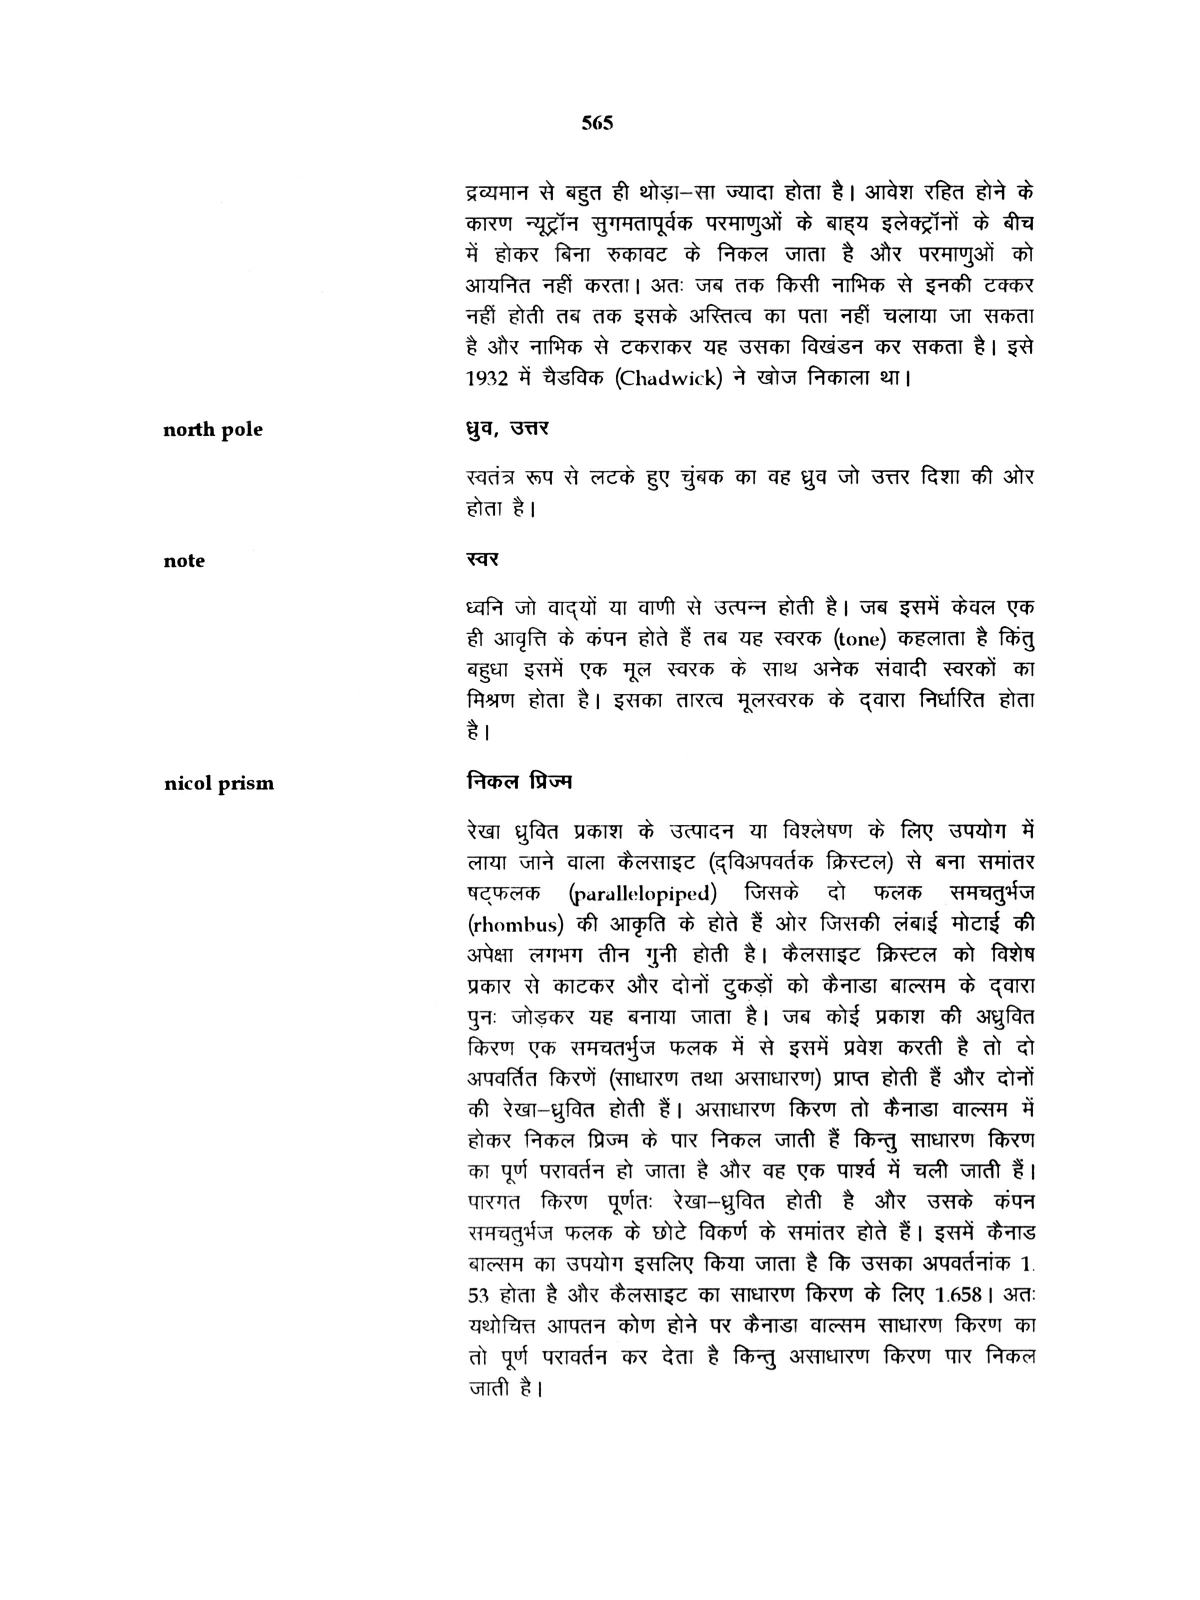 565
द्रव्यमान से बहुत ही थोड़ा–सा ज्यादा होता है। आवेश रहित होने के
कारण न्यूट्रॉन सुगमतापूर्वक परमाणुओं के बाह्य इलेक्ट्रॉनों के बीच
में होकर बिना रुकावट के निकल जाता है और परमाणुओं को
आयनित नहीं करता। अतः जब तक किसी नाभिक से इनकी टक्कर
नहीं होती तब तक इसके अस्तित्व का पता नहीं चलाया जा सकता
है और नाभिक से टकराकर यह उसका विखंडन कर सकता है। इसे
1932 में चैडविक (Chadwick) ने खोज निकाला था।
north pole ध्रुव, उत्तर
स्वतंत्र रूप से लटके हुए चुंबक का वह ध्रुव जो उत्तर दिशा की ओर
होता है।
note स्वर
ध्वनि जो वाद्यों या वाणी से उत्पन्न होती है। जब इसमें केवल एक
ही आवृत्ति के कंपन होते हैं तब यह स्वरक (tone) कहलाता है किंतु
बहुधा इसमें एक मूल स्वरक के साथ अनेक संवादी स्वरकों का
मिश्रण होता है। इसका तारत्व मूलस्वरक के द्वारा निर्धारित होता
है।
nicol prism निकल प्रिज्म
रेखा ध्रुवित प्रकाश के उत्पादन या विश्लेषण के लिए उपयोग में
लाया जाने वाला कैलसाइट (द्विअपवर्तक क्रिस्टल) से बना समांतर
षट्फलक (parallelopiped) जिसके दो फलक समचतुर्भज
(rhombus) की आकृति के होते हैं ओर जिसकी लंबाई मोटाई की
अपेक्षा लगभग तीन गुनी होती है। कैलसाइट क्रिस्टल को विशेष
प्रकार से काटकर और दोनों टुकड़ों को कैनाडा बाल्सम के द्वारा
पुनः जोड़कर यह बनाया जाता है। जब कोई प्रकाश की अध्रुवित
किरण एक समचतर्भुज फलक में से इसमें प्रवेश करती है तो दो
अपवर्तित किरणें (साधारण तथा असाधारण) प्राप्त होती हैं और दोनों
की रेखा–ध्रुवित होती हैं। असाधारण किरण तो कैनाडा वाल्सम में
होकर निकल प्रिज्म के पार निकल जाती हैं किन्तु साधारण किरण
का पूर्ण परावर्तन हो जाता है और वह एक पार्श्व में चली जाती हैं।
पारगत किरण पूर्णतः रेखा–ध्रुवित होती है और उसके कंपन
समचतुर्भज फलक के छोटे विकर्ण के समांतर होते हैं। इसमें कैनाड
बाल्सम का उपयोग इसलिए किया जाता है कि उसका अपवर्तनांक 1.
53 होता है और कैलसाइट का साधारण किरण के लिए 1.658। अतः
यथोचित्त आपतन कोण होने पर कैनाडा वाल्सम साधारण किरण का
तो पूर्ण परावर्तन कर देता है किन्तु असाधारण किरण पार निकल
जाती है।